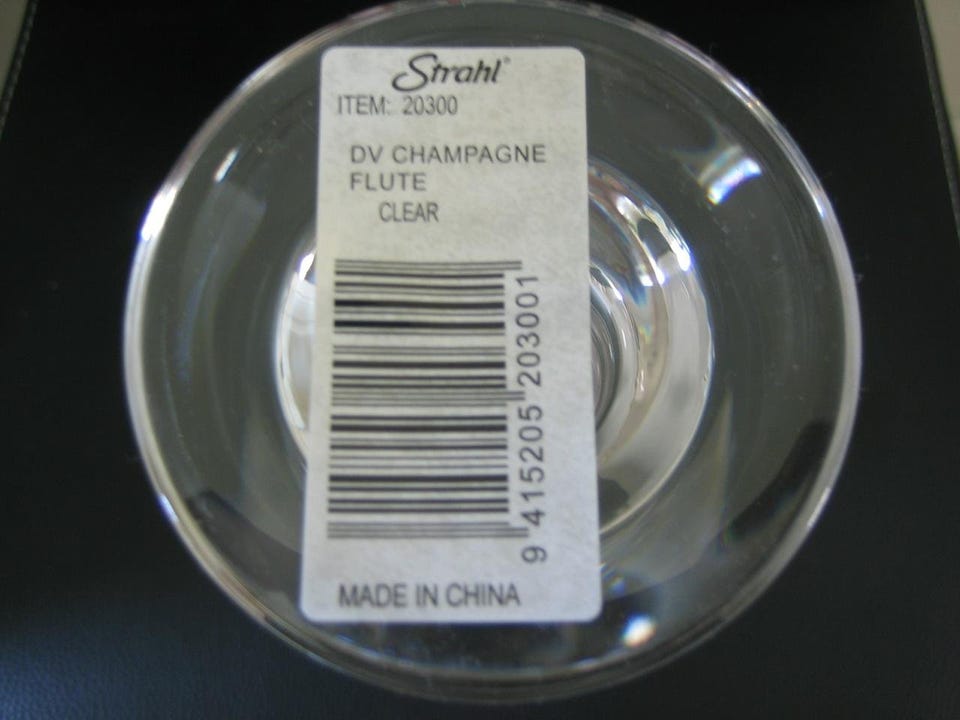 Strahl®
ITEM: 20300
DV CHAMPAGNE
FLUTE
CLEAR
9 415205 203001
MADE IN CHINA